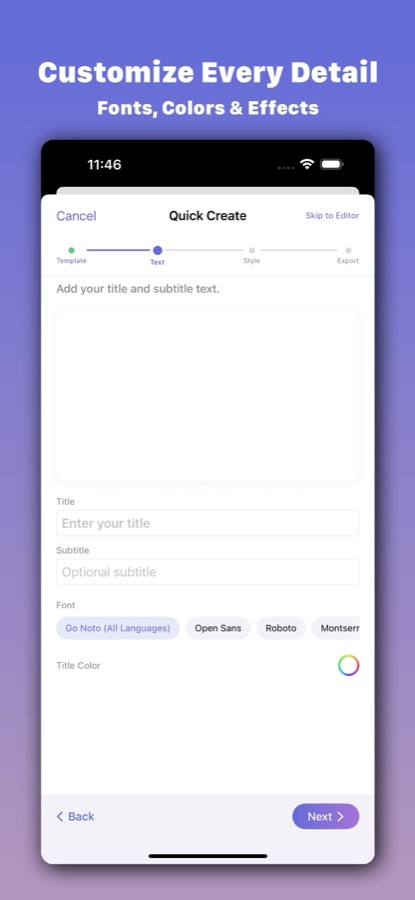 Customize Every Detail
Fonts, Colors & Effects
11:46
Cancel
Quick Create
Skip to Editor
Template
Text
Style
Export
Add your title and subtitle text.
Title
Enter your title
Subtitle
Optional subtitle
Font
Go Noto (All Languages)
Open Sans
Roboto
Montserr
Title Color
Back
Next